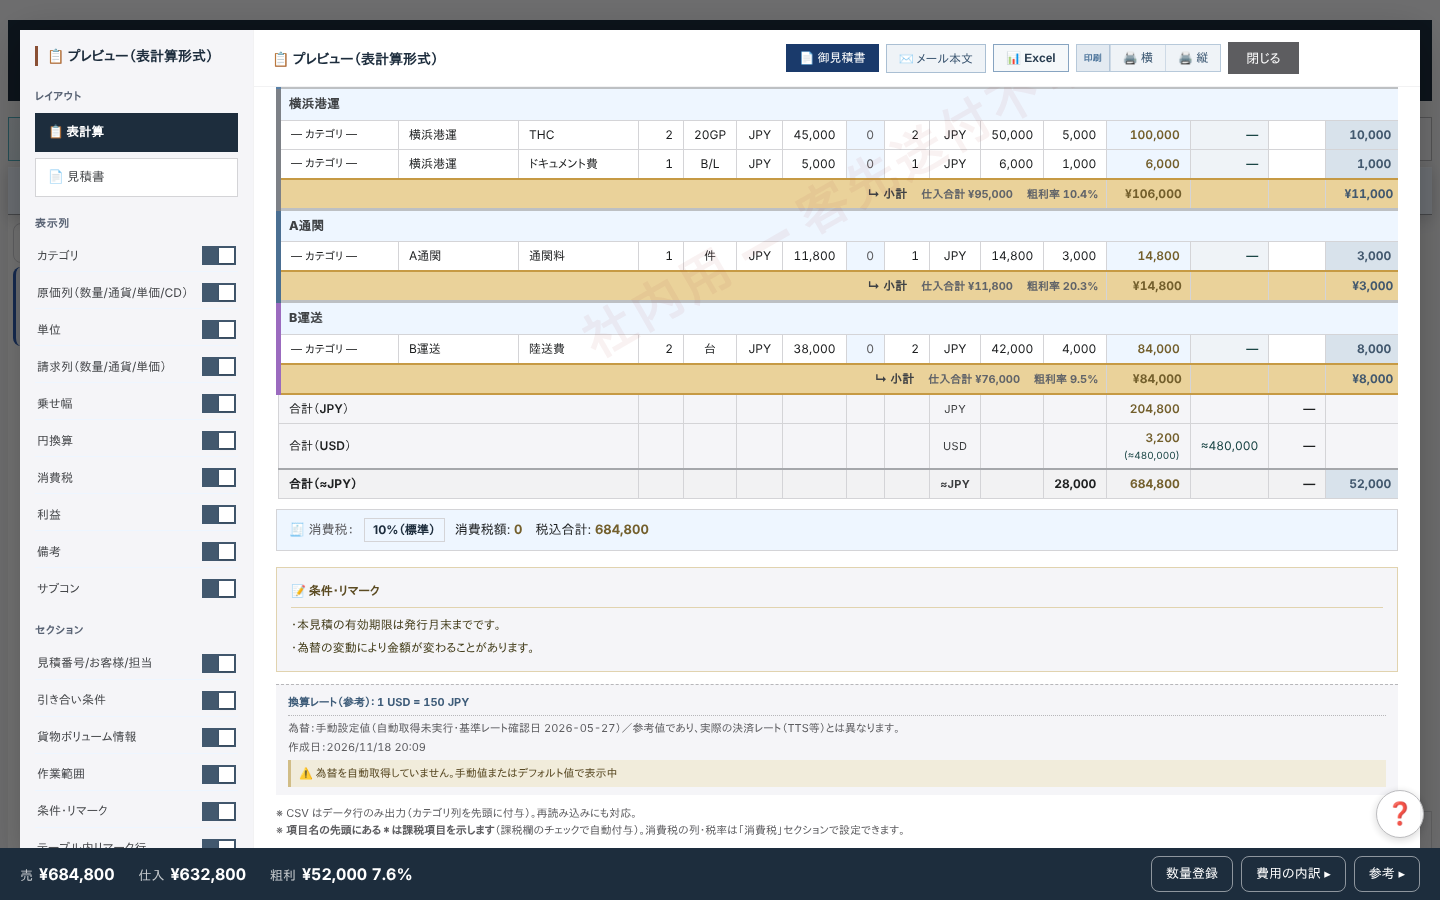 📋 プレビュー（表計算形式）
レイアウト
📋 表計算
📄 見積書
表示列
カテゴリ
原価列（数量/通貨/単価/CD）
単位
請求列（数量/通貨/単価）
乗せ幅
円換算
消費税
利益
備考
サブコン
セクション
見積番号/お客様/担当
引き合い条件
貨物ボリューム情報
作業範囲
条件・リマーク
テーブル内リマーク行
📋 プレビュー（表計算形式）
📄 御見積書 ✉️ メール本文 📊 Excel 印刷 🖨️ 横 🖨️ 縦 閉じる
横浜港運
— カテゴリ — 横浜港運 THC 2 20GP JPY 45,000 0 2 JPY 50,000 5,000 100,000 — 10,000
— カテゴリ — 横浜港運 ドキュメント費 1 B/L JPY 5,000 0 1 JPY 6,000 1,000 6,000 — 1,000
↳ 小計 仕入合計 ¥95,000 粗利率 10.4% ¥106,000 ¥11,000
A通関
— カテゴリ — A通関 通関料 1 件 JPY 11,800 0 1 JPY 14,800 3,000 14,800 — 3,000
↳ 小計 仕入合計 ¥11,800 粗利率 20.3% ¥14,800 ¥3,000
B運送
— カテゴリ — B運送 陸送費 2 台 JPY 38,000 0 2 JPY 42,000 4,000 84,000 — 8,000
↳ 小計 仕入合計 ¥76,000 粗利率 9.5% ¥84,000 ¥8,000
合計（JPY） JPY 204,800 —
合計（USD） USD 3,200 ≈480,000 —
(≈480,000)
合計（≈JPY） ≈JPY 28,000 684,800 — 52,000
社内用 — 客先送付不
🧾 消費税： 10%（標準） 消費税額: 0 税込合計: 684,800
📝 条件・リマーク
・本見積の有効期限は発行月末までです。
・為替の変動により金額が変わることがあります。
換算レート（参考）: 1 USD = 150 JPY
為替：手動設定値（自動取得未実行・基準レート確認日 2026-05-27）／参考値であり、実際の決済レート（TTS等）とは異なります。
作成日：2026/11/18 20:09
⚠️ 為替を自動取得していません。手動値またはデフォルト値で表示中
※ CSV はデータ行のみ出力（カテゴリ列を先頭に付与）。再読み込みにも対応。
※ 項目名の先頭にある * は課税項目を示します（課税欄のチェックで自動付与）。消費税の列・税率は「消費税」セクションで設定できます。
❓
売 ¥684,800 仕入 ¥632,800 粗利 ¥52,000 7.6%
数量登録 費用の内訳 ▸ 参考 ▸